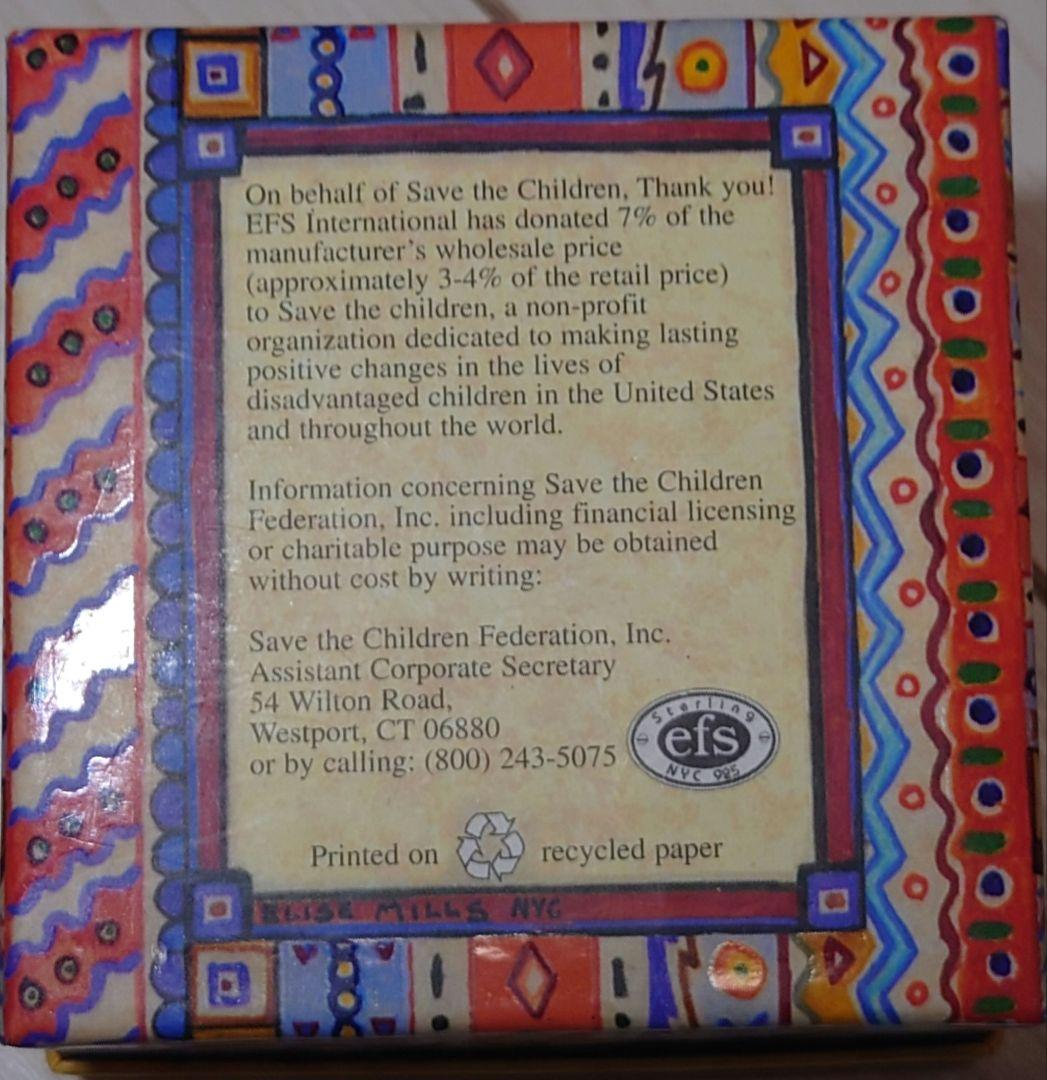 On behalf of Save the Children, Thank you!
EFS International has donated 7% of the
manufacturer's wholesale price
(approximately 3-4% of the retail price)
to Save the children, a non-profit
organization dedicated to making lasting
positive changes in the lives of
disadvantaged children in the United States
and throughout the world.
Information concerning Save the Children
Federation, Inc. including financial licensing
or charitable purpose may be obtained
without cost by writing:
Save the Children Federation, Inc.
Assistant Corporate Secretary
54 Wilton Road,
Westport, CT 06880
or by calling: (800) 243-5075
Sterling
efs
NYC 925
Printed on recycled paper
ELISE MILLS NYC